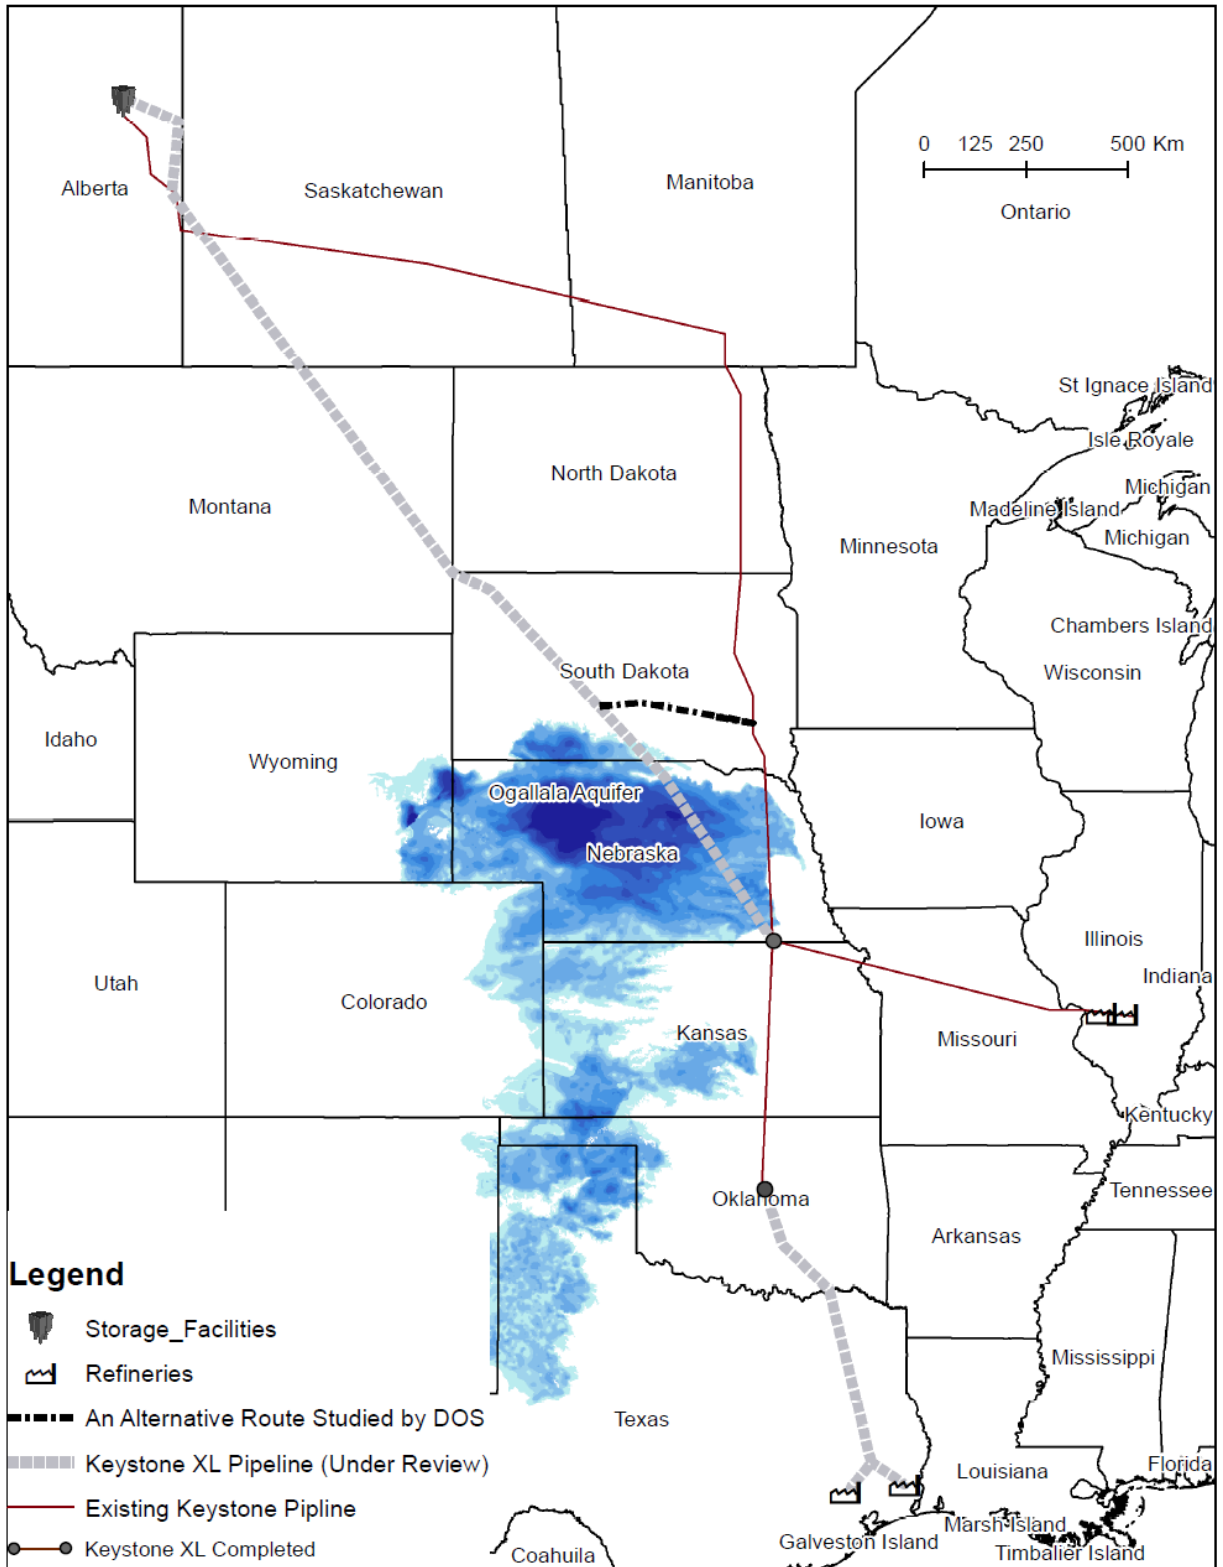 0 125 250 500 Km
Alberta
Saskatchewan
Manitoba
Ontario
St Ignace Island
Isle Royale
Michigan
Madeline Island
Michigan
North Dakota
Montana
Minnesota
Chambers Island
Wisconsin
South Dakota
Idaho
Wyoming
Ogallala Aquifer
Iowa
Nebraska
Illinois
Indiana
Utah
Colorado
Kansas
Missouri
Kentucky
Tennessee
Oklahoma
Arkansas
Mississippi
Texas
Louisiana
Florida
Marsh Island
Galveston Island
Timbalier Island
Coahuila
Legend
Storage_Facilities
Refineries
An Alternative Route Studied by DOS
Keystone XL Pipeline (Under Review)
Existing Keystone Pipline
Keystone XL Completed